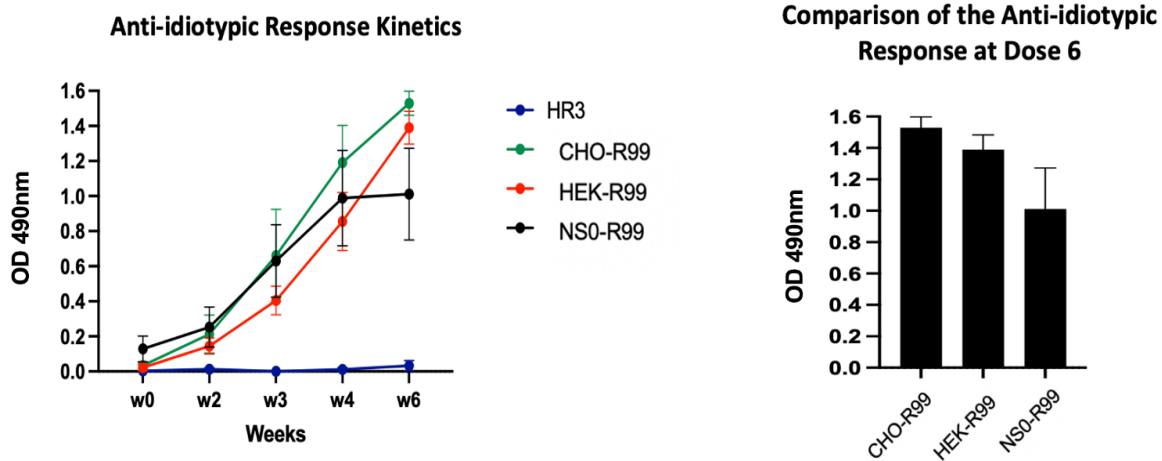 Anti-idiotypic Response Kinetics
OD 490nm
1.6
1.4
1.2
1.0
0.8
0.6
0.4
0.2
0.0
w0 w2 w3 w4 w6
Weeks
HR3
CHO-R99
HEK-R99
NS0-R99
Comparison of the Anti-idiotypic
Response at Dose 6
OD 490nm
1.6
1.4
1.2
1.0
0.8
0.6
0.4
0.2
0.0
CHO-R99 HEK-R99 NS0-R99